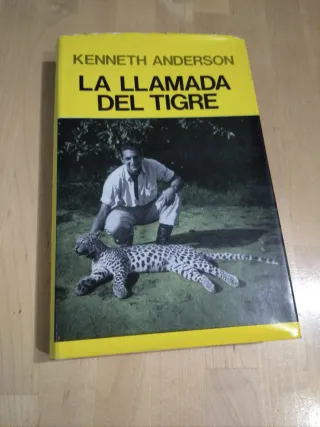 KENNETH ANDERSON
LA LLAMADA
DEL TIGRE